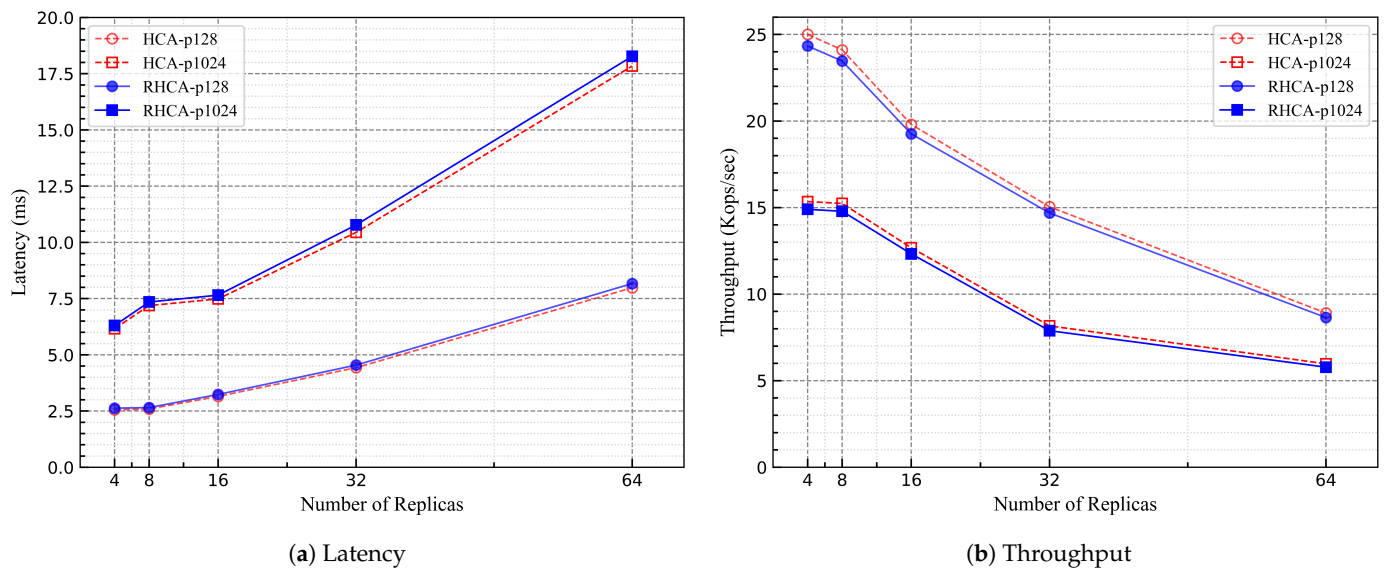 20.0
17.5
15.0
12.5
10.0
7.5
5.0
2.5
0.0
Latency (ms)
HCA-p128
HCA-p1024
RHCA-p128
RHCA-p1024
4 8 16 32 64
Number of Replicas
(a) Latency
25
20
15
10
5
0
Throughput (Kops/sec)
HCA-p128
HCA-p1024
RHCA-p128
RHCA-p1024
4 8 16 32 64
Number of Replicas
(b) Throughput